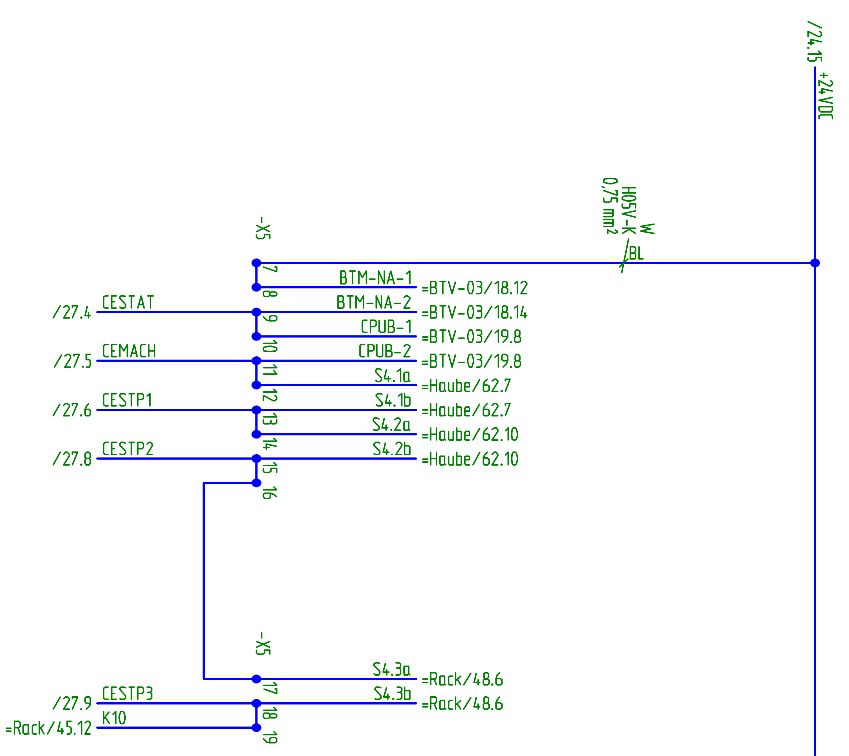 /24.15
+24VDC
W
H05V-K
0,75 mm²
BL
-X5
7
BTM-NA-1 =BTV-03/18.12
8
/27.4 CESTAT BTM-NA-2 =BTV-03/18.14
9
CPUB-1 =BTV-03/19.8
10
/27.5 CEMACH CPUB-2 =BTV-03/19.8
11
S4.1a =Haube/62.7
12
/27.6 CESTP1 S4.1b =Haube/62.7
13
S4.2a =Haube/62.10
14
/27.8 CESTP2 S4.2b =Haube/62.10
15
16
-X5
S4.3a =Rack/48.6
17
/27.9 CESTP3 S4.3b =Rack/48.6
18
=Rack/45.12 K10
19